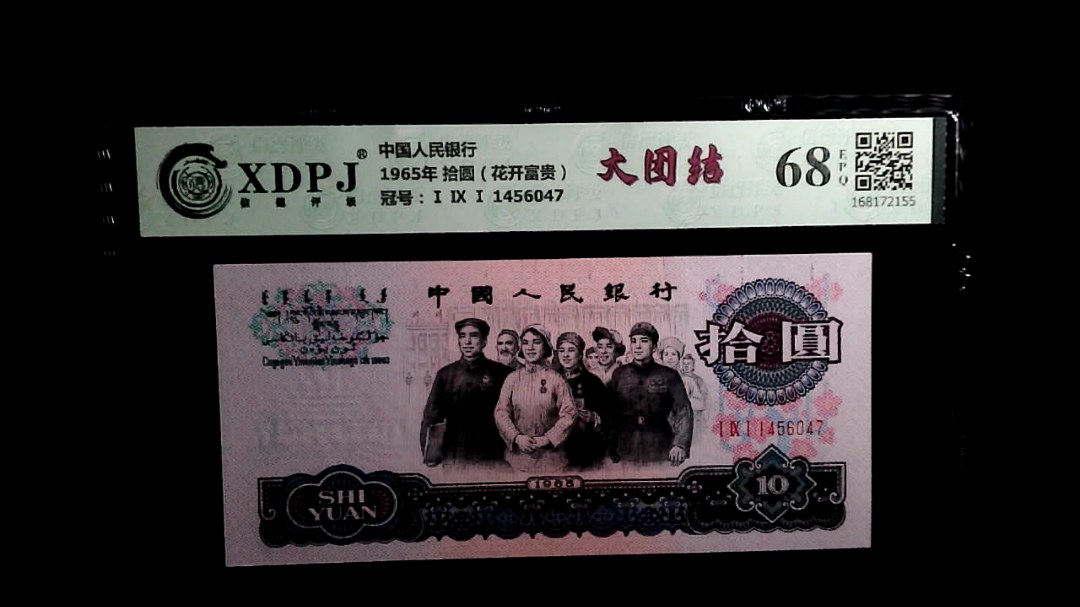 XDPJ®
信德评级
中国人民银行
1965年 拾圆（花开富贵）
冠号：I IX I 1456047
大团结
68
EPQ
168172155
中國人民銀行
拾圓
I IX I 1456047
1965
SHI
YUAN
10